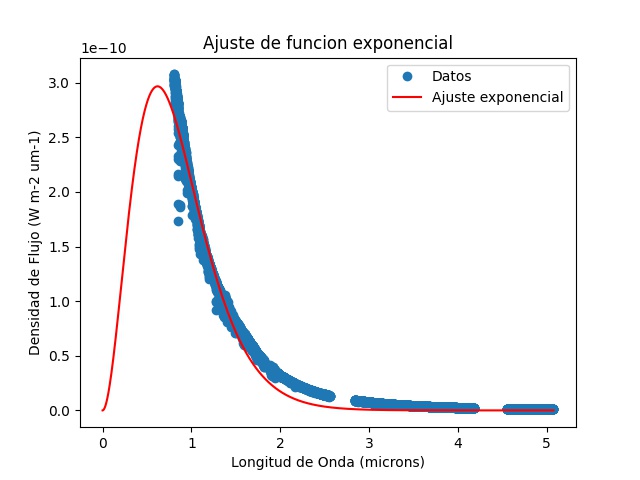 Ajuste de funcion exponencial
1e−10
Datos
Ajuste exponencial
3.0
2.5
2.0
1.5
1.0
0.5
0.0
Densidad de Flujo (W m-2 um-1)
0 1 2 3 4 5
Longitud de Onda (microns)